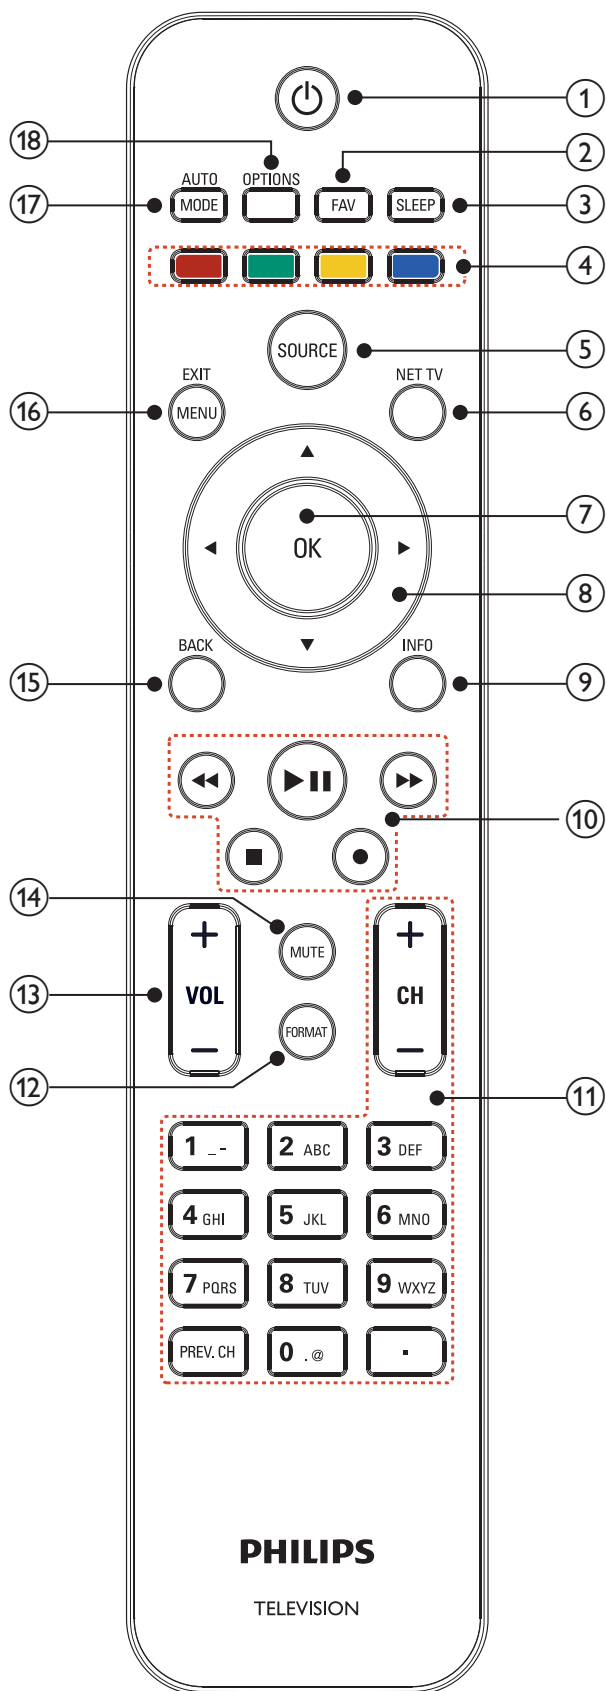 1
18
2
AUTO OPTIONS
17 MODE FAV SLEEP 3
4
SOURCE 5
EXIT NET TV
16 MENU 6
7
OK
8
BACK INFO
15 9
10
14
+ +
MUTE
13 VOL CH
FORMAT
– –
12 11
1 _- 2 ABC 3 DEF
4 GHI 5 JKL 6 MNO
7 PQRS 8 TUV 9 WXYZ
PREV. CH 0 .@ .
PHILIPS
TELEVISION